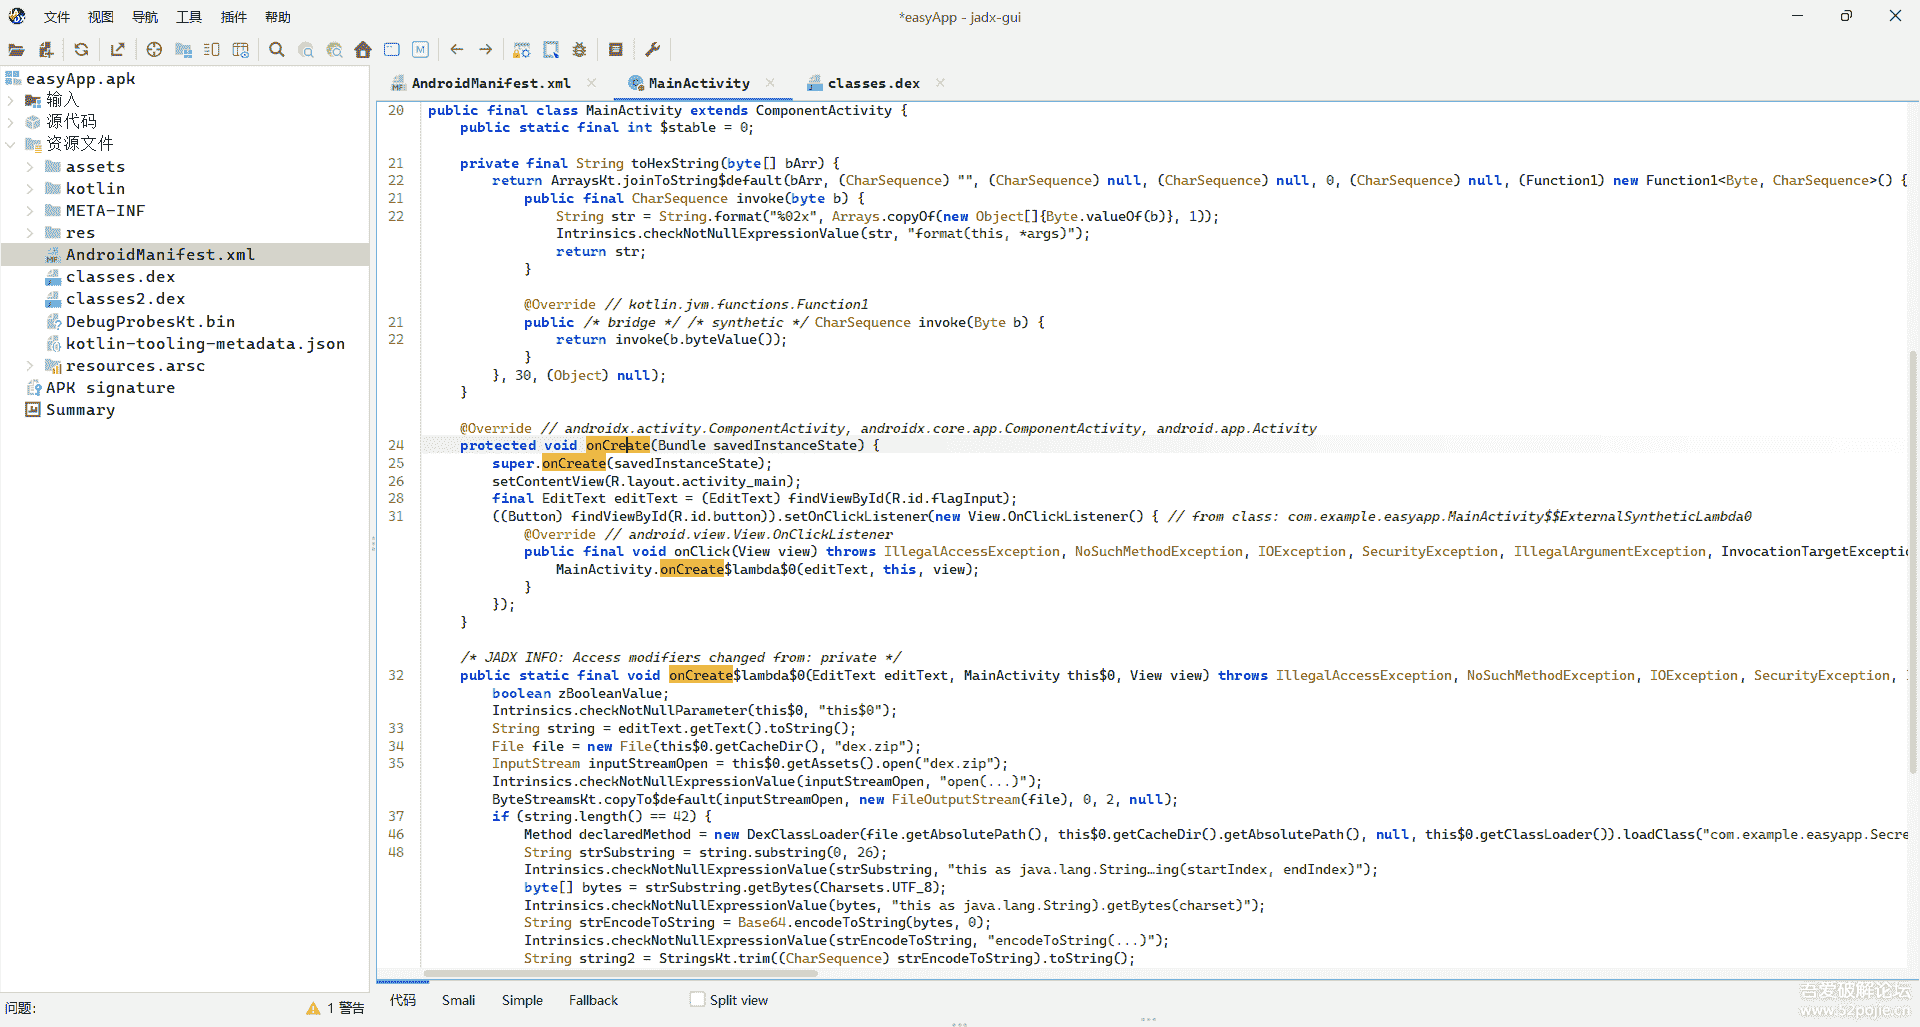 文件 视图 导航 工具 插件 帮助
*easyApp - jadx-gui
easyApp.apk
输入
源代码
资源文件
assets
kotlin
META-INF
res
AndroidManifest.xml
classes.dex
classes2.dex
DebugProbesKt.bin
kotlin-tooling-metadata.json
resources.arsc
APK signature
Summary
问题:
1 警告
AndroidManifest.xml MainActivity classes.dex
20 public final class MainActivity extends ComponentActivity {
public static final int $stable = 0;
21 private final String toHexString(byte[] bArr) {
22 return ArraysKt.joinToString$default(bArr, (CharSequence) "", (CharSequence) null, (CharSequence) null, 0, (CharSequence) null, (Function1) new Function1<Byte, CharSequence>() {
21 public final CharSequence invoke(byte b) {
22 String str = String.format("%02x", Arrays.copyOf(new Object[]{Byte.valueOf(b)}, 1));
Intrinsics.checkNotNullExpressionValue(str, "format(this, *args)");
return str;
}
@Override // kotlin.jvm.functions.Function1
21 public /* bridge */ /* synthetic */ CharSequence invoke(Byte b) {
22 return invoke(b.byteValue());
}
}, 30, (Object) null);
}
@Override // androidx.activity.ComponentActivity, androidx.core.app.ComponentActivity, android.app.Activity
24 protected void onCreate(Bundle savedInstanceState) {
25 super.onCreate(savedInstanceState);
26 setContentView(R.layout.activity_main);
28 final EditText editText = (EditText) findViewById(R.id.flagInput);
31 ((Button) findViewById(R.id.button)).setOnClickListener(new View.OnClickListener() { // from class: com.example.easyapp.MainActivity$$ExternalSyntheticLambda0
@Override // android.view.View.OnClickListener
public final void onClick(View view) throws IllegalAccessException, NoSuchMethodException, IOException, SecurityException, IllegalArgumentException, InvocationTargetExceptio
MainActivity.onCreate$lambda$0(editText, this, view);
}
});
}
/* JADX INFO: Access modifiers changed from: private */
32 public static final void onCreate$lambda$0(EditText editText, MainActivity this$0, View view) throws IllegalAccessException, NoSuchMethodException, IOException, SecurityException,
boolean zBooleanValue;
Intrinsics.checkNotNullParameter(this$0, "this$0");
33 String string = editText.getText().toString();
34 File file = new File(this$0.getCacheDir(), "dex.zip");
35 InputStream inputStreamOpen = this$0.getAssets().open("dex.zip");
Intrinsics.checkNotNullExpressionValue(inputStreamOpen, "open(...)");
ByteStreamsKt.copyTo$default(inputStreamOpen, new FileOutputStream(file), 0, 2, null);
37 if (string.length() == 42) {
46 Method declaredMethod = new DexClassLoader(file.getAbsolutePath(), this$0.getCacheDir().getAbsolutePath(), null, this$0.getClassLoader()).loadClass("com.example.easyapp.Secre
48 String strSubstring = string.substring(0, 26);
Intrinsics.checkNotNullExpressionValue(strSubstring, "this as java.lang.String…ing(startIndex, endIndex)");
byte[] bytes = strSubstring.getBytes(Charsets.UTF_8);
Intrinsics.checkNotNullExpressionValue(bytes, "this as java.lang.String).getBytes(charset)");
String strEncodeToString = Base64.encodeToString(bytes, 0);
Intrinsics.checkNotNullExpressionValue(strEncodeToString, "encodeToString(...)");
String string2 = StringsKt.trim((CharSequence) strEncodeToString).toString();
代码 Smali Simple Fallback Split view
吾爱破解论坛
www.52pojie.cn